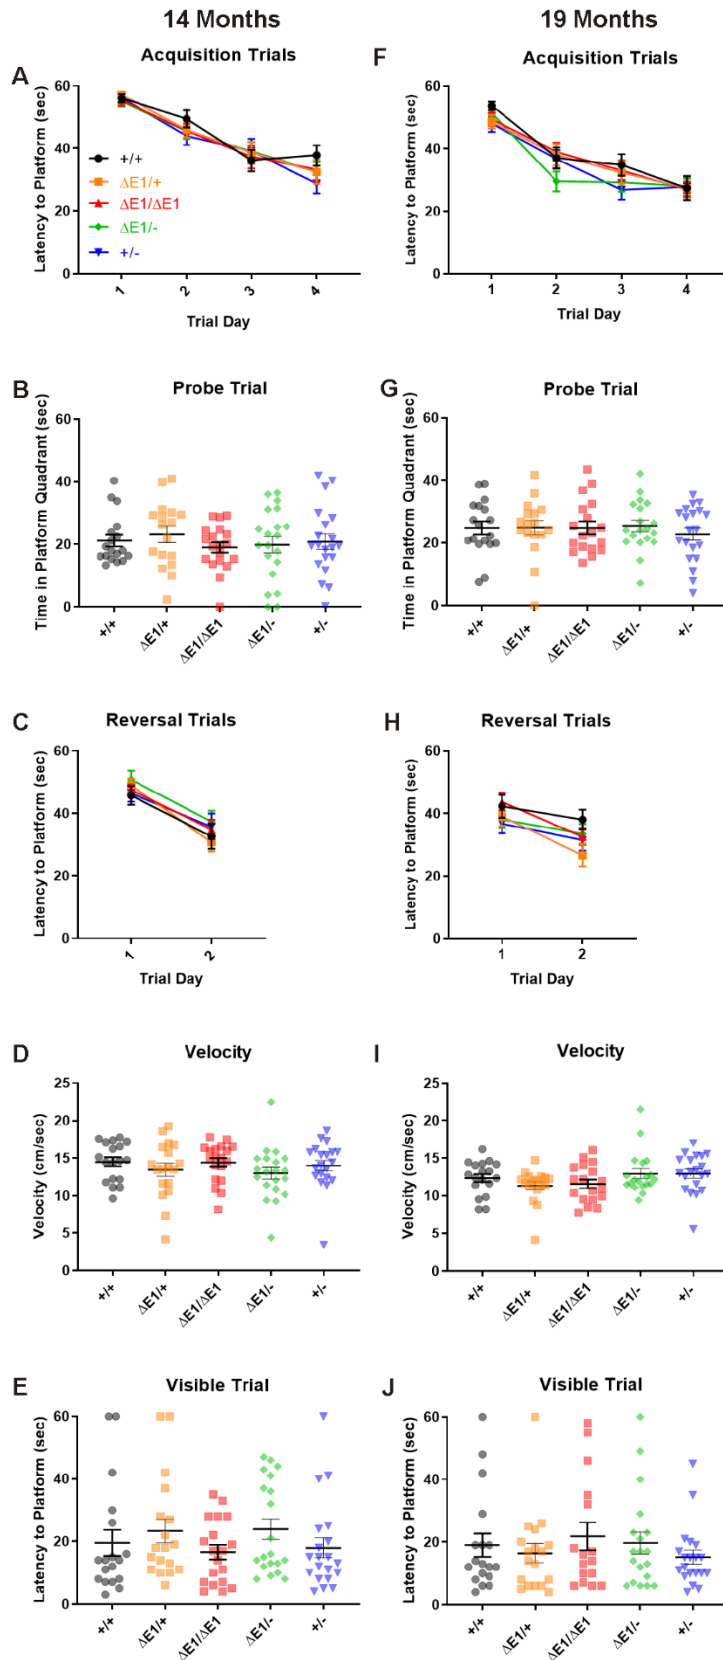 14 Months
19 Months
A
Acquisition Trials
Latency to Platform (sec)
60
40
20
0
+/+
ΔE1/+
ΔE1/ΔE1
ΔE1/-
+/-
1
2
3
4
Trial Day
F
Acquisition Trials
Latency to Platform (sec)
60
40
20
0
1
2
3
4
Trial Day
B
Probe Trial
Time in Platform Quadrant (sec)
60
40
20
0
+/+
ΔE1/+
ΔE1/ΔE1
ΔE1/-
+/-
G
Probe Trial
Time in Platform Quadrant (sec)
60
40
20
0
+/+
ΔE1/+
ΔE1/ΔE1
ΔE1/-
+/-
C
Reversal Trials
Latency to Platform (sec)
60
40
20
0
1
2
Trial Day
H
Reversal Trials
Latency to Platform (sec)
60
40
20
0
1
2
Trial Day
D
Velocity
Velocity (cm/sec)
25
20
15
10
5
0
+/+
ΔE1/+
ΔE1/ΔE1
ΔE1/-
+/-
I
Velocity
Velocity (cm/sec)
25
20
15
10
5
0
+/+
ΔE1/+
ΔE1/ΔE1
ΔE1/-
+/-
E
Visible Trial
Latency to Platform (sec)
60
40
20
0
+/+
ΔE1/+
ΔE1/ΔE1
ΔE1/-
+/-
J
Visible Trial
Latency to Platform (sec)
60
40
20
0
+/+
ΔE1/+
ΔE1/ΔE1
ΔE1/-
+/-